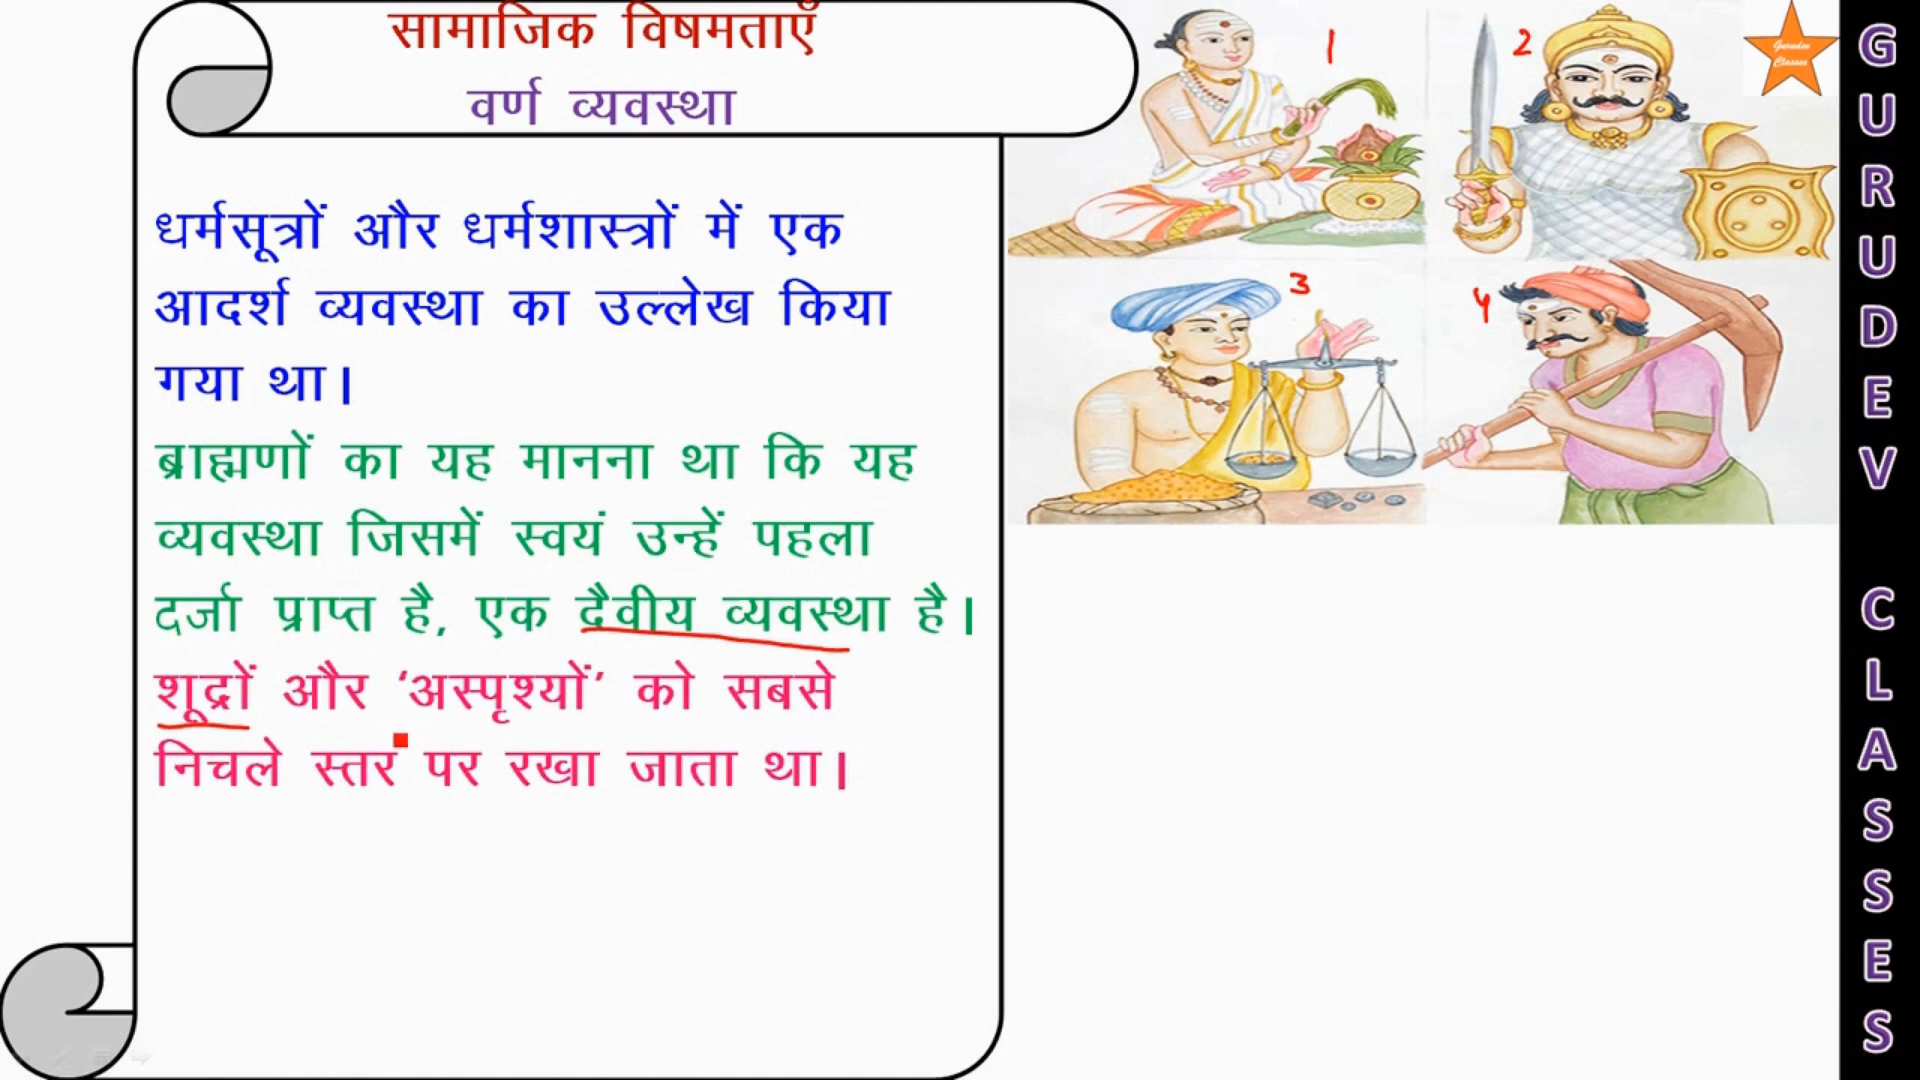 सामाजिक विषमताएँ
वर्ण व्यवस्था
धर्मसूत्रों और धर्मशास्त्रों में एक
आदर्श व्यवस्था का उल्लेख किया
गया था।
ब्राह्मणों का यह मानना था कि यह
व्यवस्था जिसमें स्वयं उन्हें पहला
दर्जा प्राप्त है, एक दैवीय व्यवस्था है।
शूद्रों और ‘अस्पृश्यों’ को सबसे
निचले स्तर पर रखा जाता था।
1
2
3
4
Gurudev
Classes
GURUDEV CLASSES